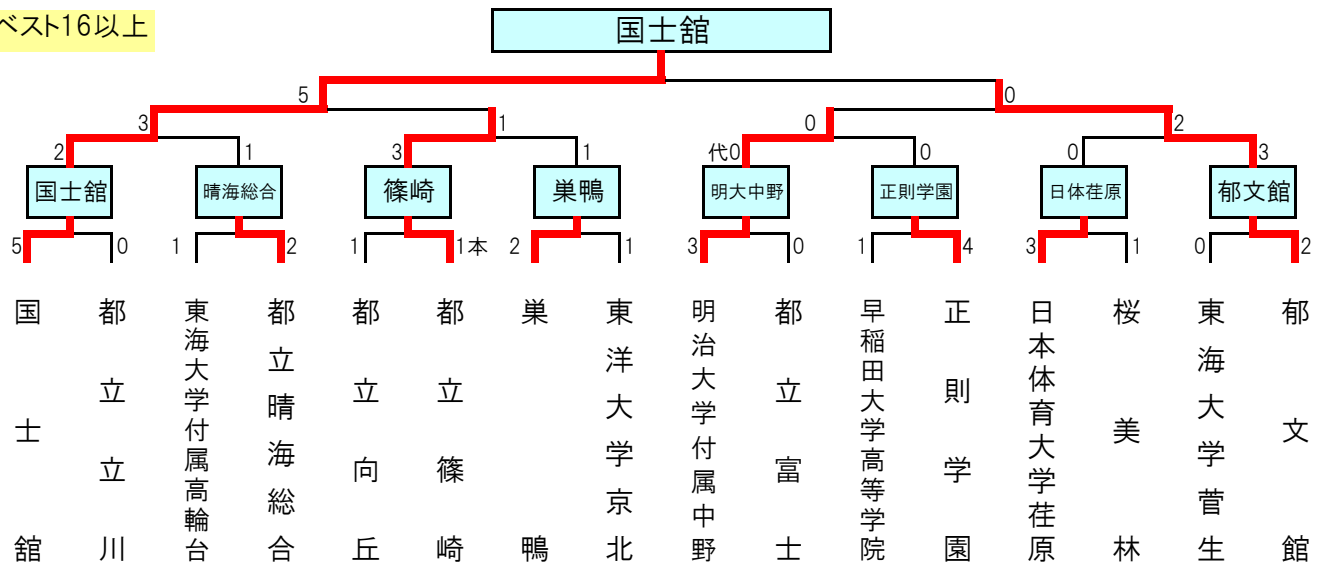 ベスト16以上
国士舘
5
0
3
1
0
2
2
1
3
1
代0
0
0
3
国士舘
晴海総合
篠崎
巣鴨
明大中野
正則学園
日体荏原
郁文館
5
0
1
2
1
1本
2
1
3
0
1
4
3
1
0
2
国士舘
都立立川
東海大学付属高輪台
都立晴海総合
都立向丘
都立篠崎
巣鴨
東洋大学京北
明治大学付属中野
都立富士
早稲田大学高等学院
正則学園
日本体育大学荏原
桜美林
東海大学菅生
郁文館